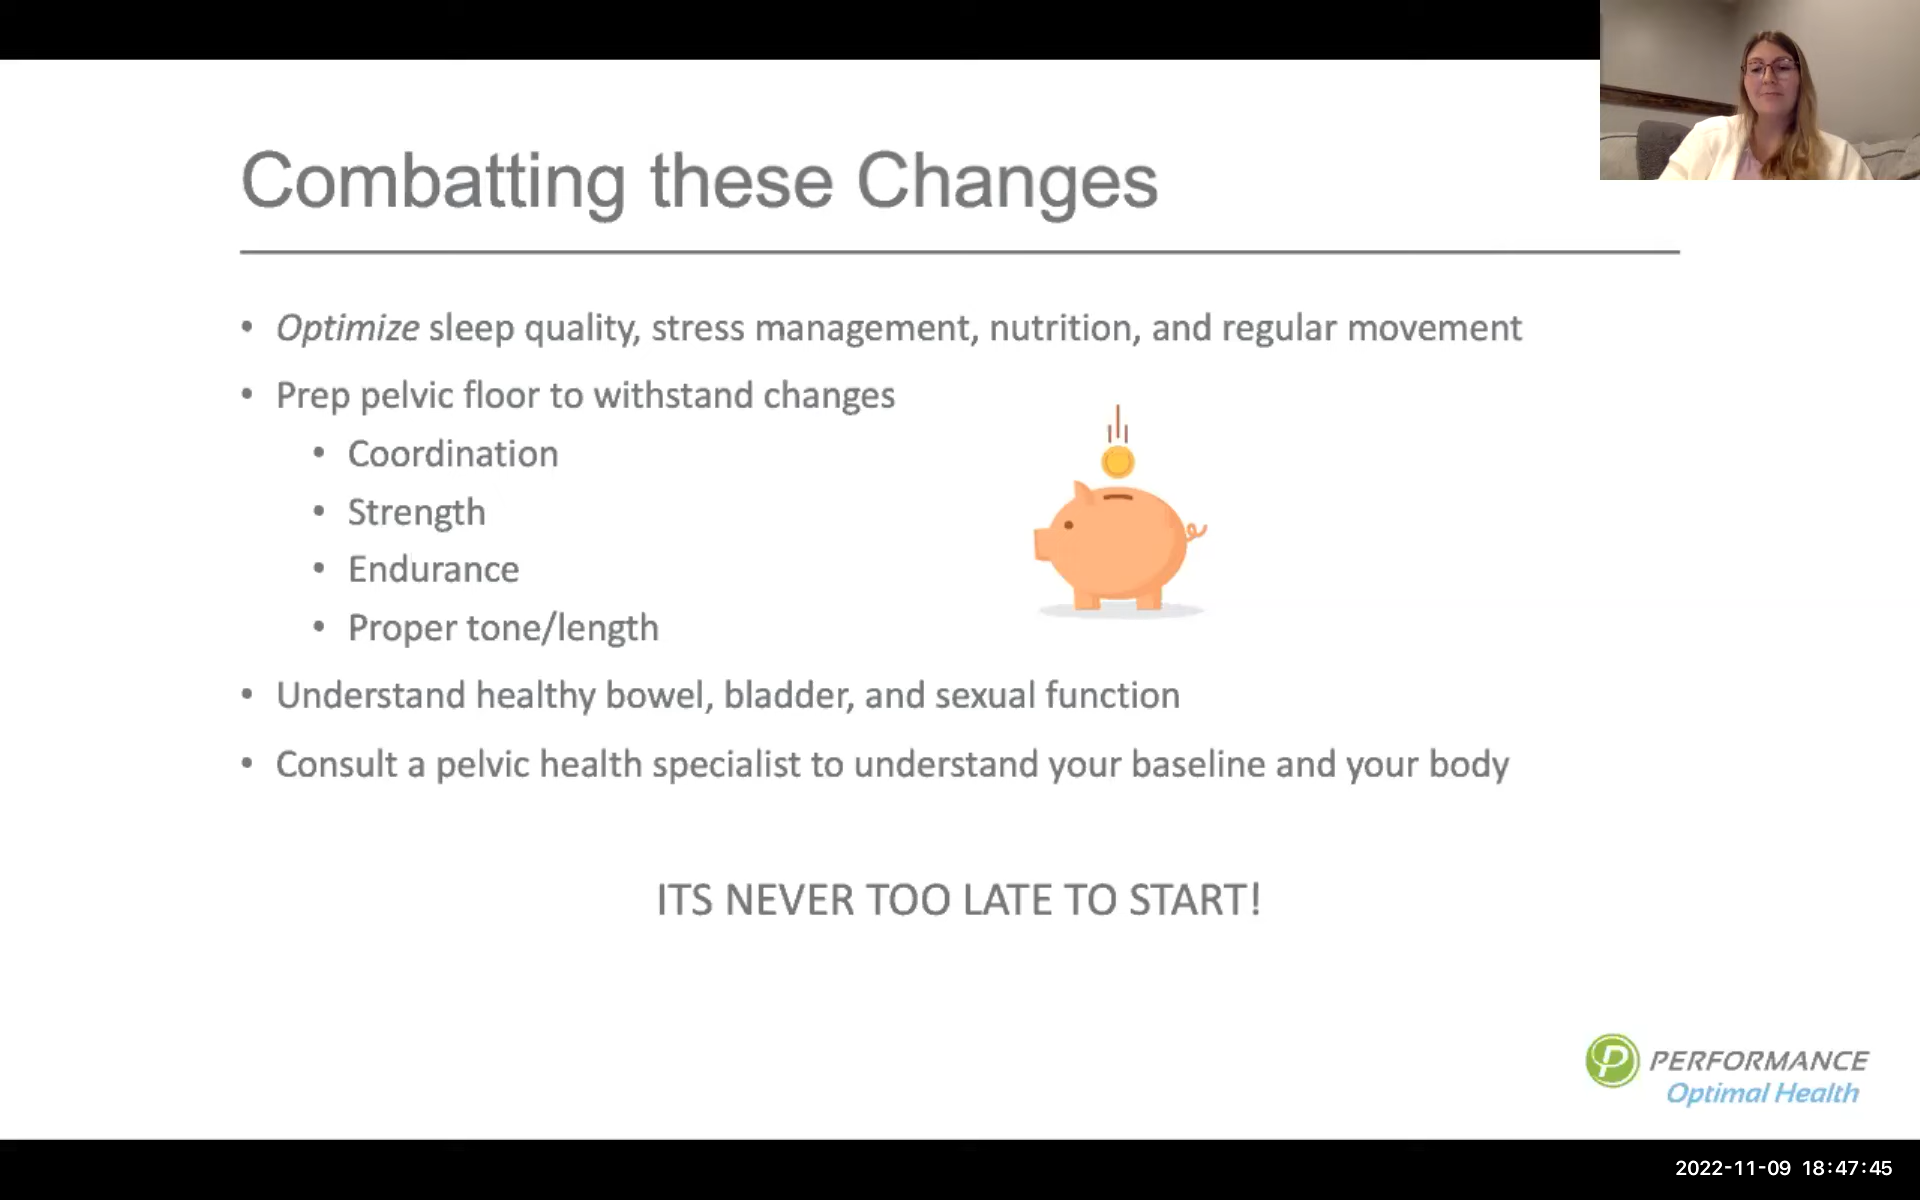 Combatting these Changes
• Optimize sleep quality, stress management, nutrition, and regular movement
• Prep pelvic floor to withstand changes
• Coordination
• Strength
• Endurance
• Proper tone/length
• Understand healthy bowel, bladder, and sexual function
• Consult a pelvic health specialist to understand your baseline and your body
ITS NEVER TOO LATE TO START!
PERFORMANCE
Optimal Health
2022-11-09 18:47:45